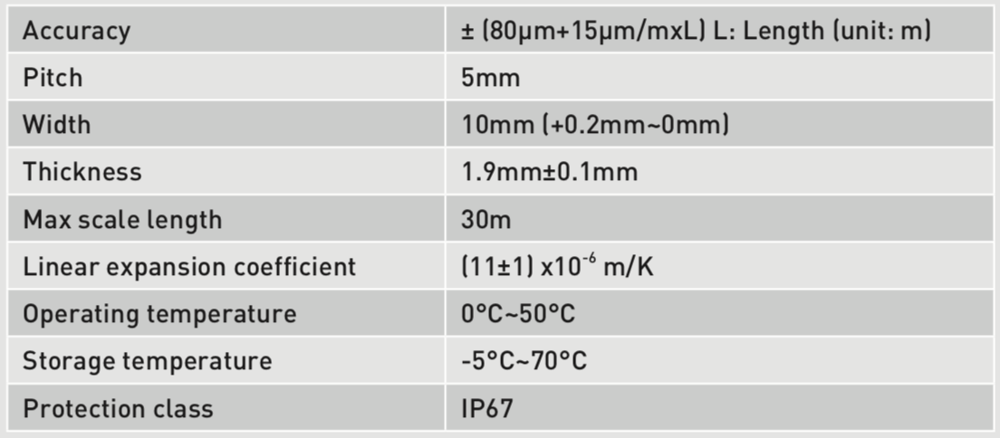 Accuracy ± (80µm+15µm/mxL) L: Length (unit: m)
Pitch 5mm
Width 10mm (+0.2mm~0mm)
Thickness 1.9mm±0.1mm
Max scale length 30m
Linear expansion coefficient (11±1) x10⁻⁶ m/K
Operating temperature 0°C~50°C
Storage temperature -5°C~70°C
Protection class IP67